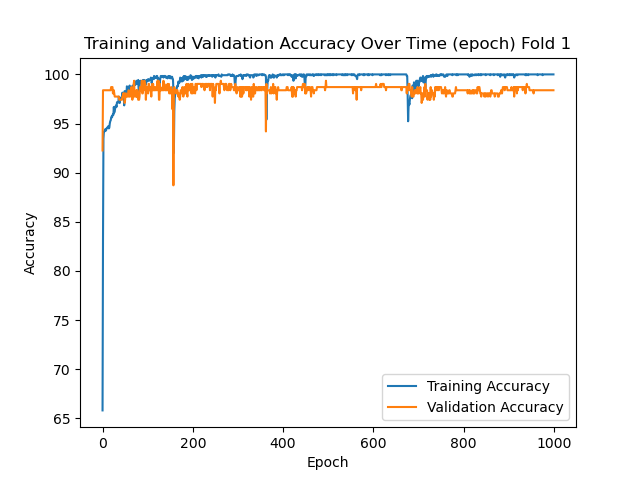 Training and Validation Accuracy Over Time (epoch) Fold 1
100
95
90
85
80
75
70
65
Accuracy
0
200
400
600
800
1000
Epoch
Training Accuracy
Validation Accuracy